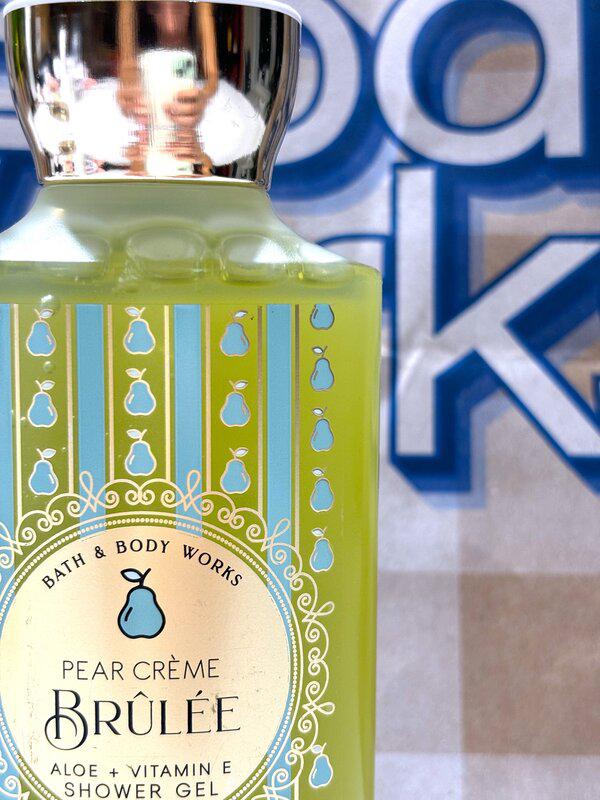 BATH & BODY WORKS
PEAR CRÈME
BRÛLÉE
ALOE + VITAMIN E
SHOWER GEL